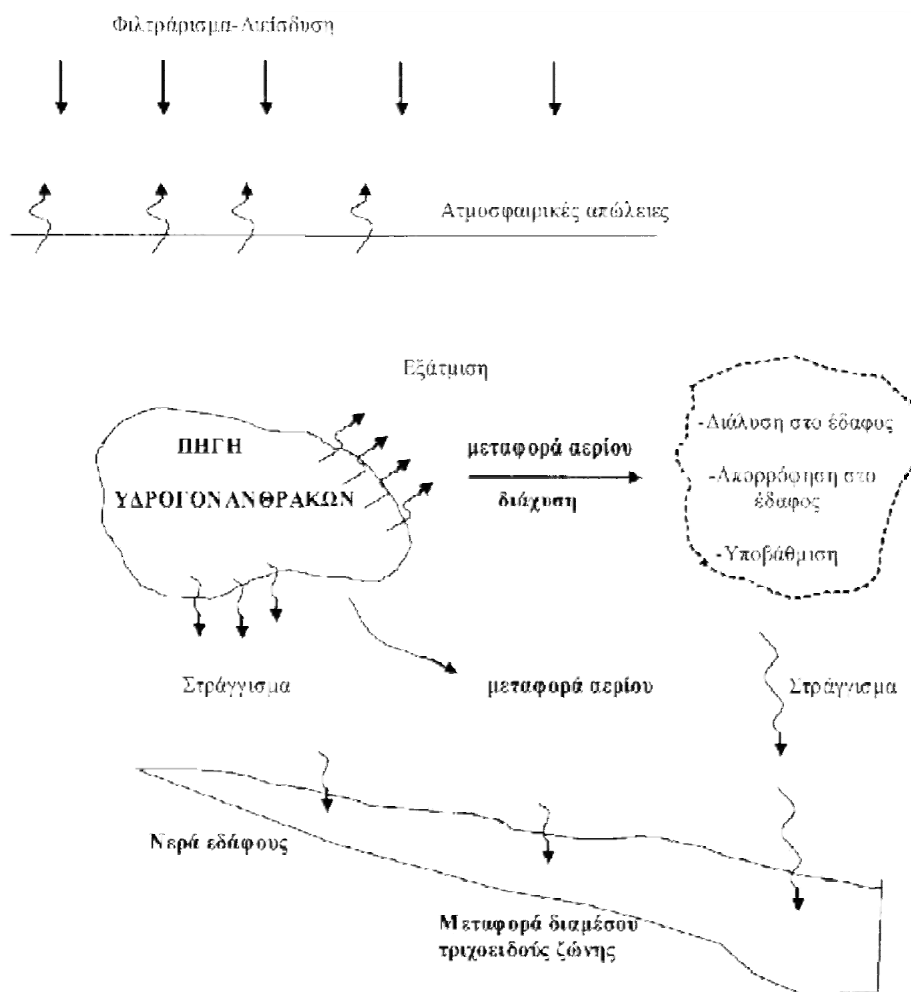 Φιλτράρισμα-Διείσδυση
Ατμοσφαιρικές απώλειες
Εξάτμιση
ΠΗΓΗ
ΥΔΡΟΓΟΝΑΝΘΡΑΚΩΝ
μεταφορά αερίου
διάχυση
-Διάλυση στο έδαφος
-Απορρόφηση στο
έδαφος
-Υποβάθμιση
Στράγγισμα
μεταφορά αερίου
Στράγγισμα
Νερά εδάφους
Μεταφορά διαμέσου
τριχοειδούς ζώνης